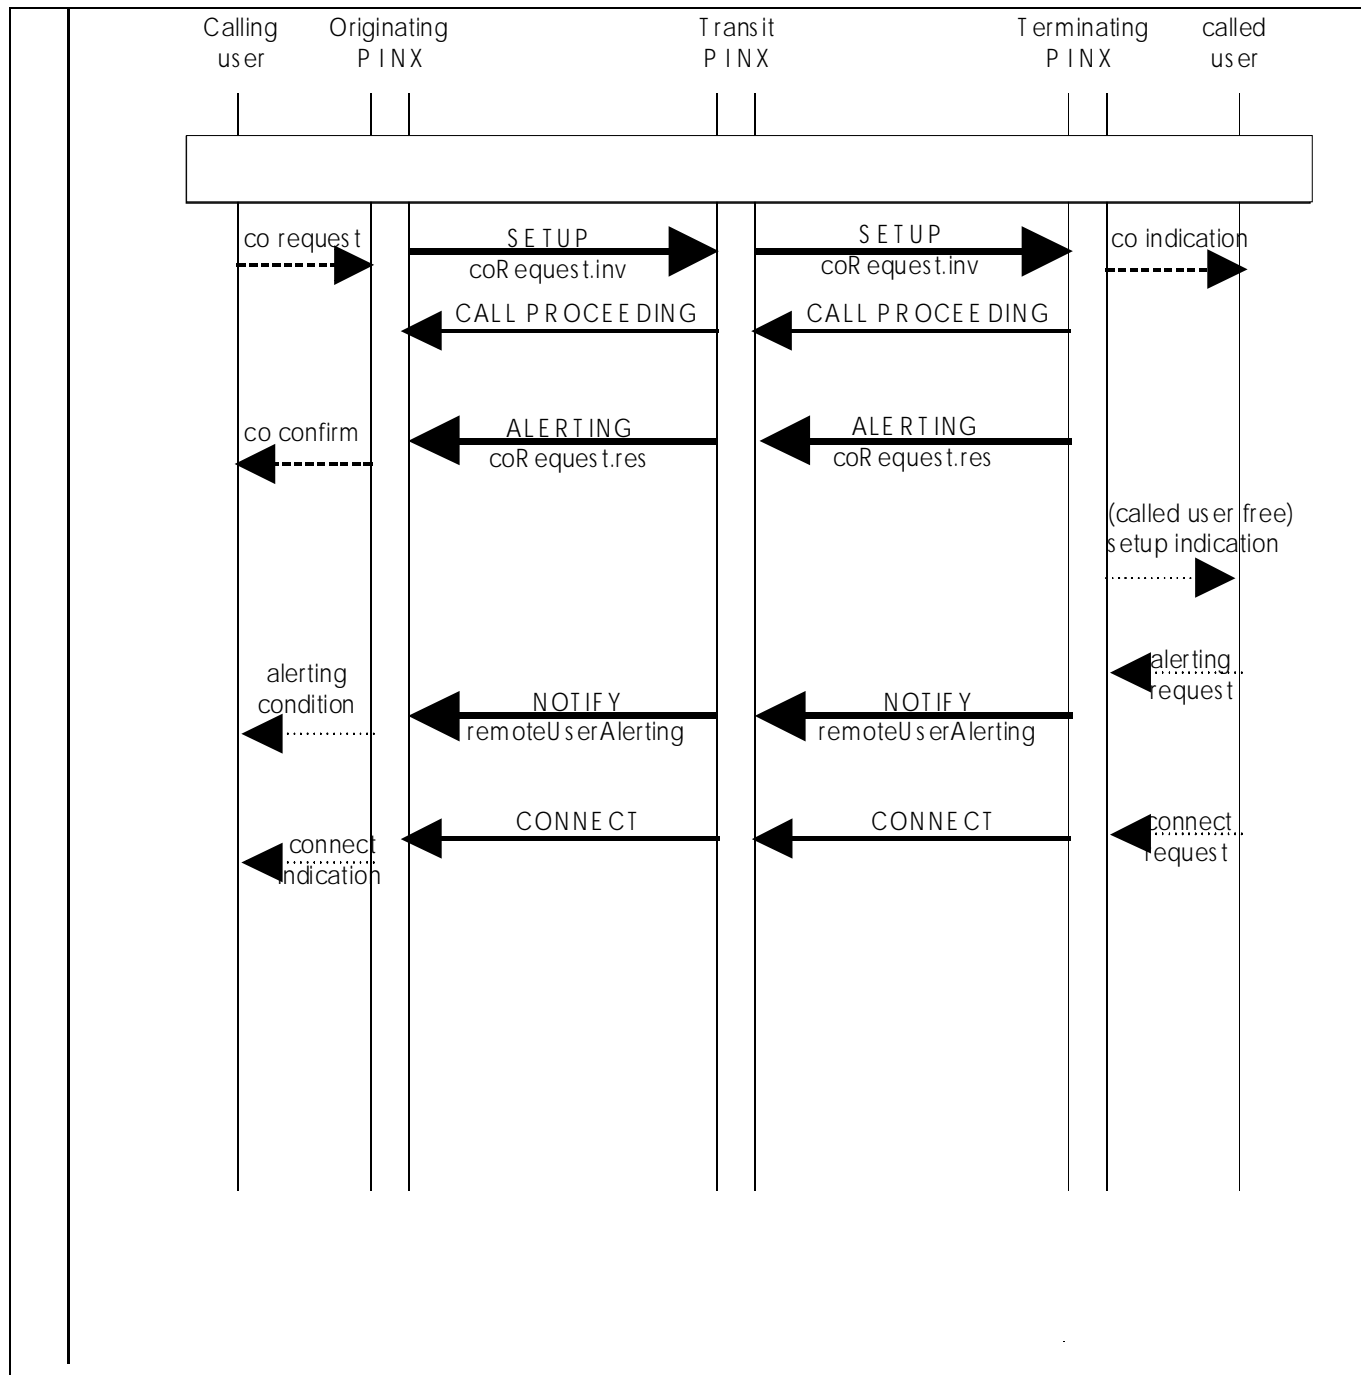 Calling Originating Transit Terminating called
user PINX PINX PINX user
co request SETUP SETUP co indication
coRequest.inv coRequest.inv
CALL PROCEEDING CALL PROCEEDING
co confirm ALERTING ALERTING
coRequest.res coRequest.res
(called user free)
setup indication
alerting alerting
condition NOTIFY NOTIFY request
remoteUserAlerting remoteUserAlerting
connect CONNECT CONNECT connect
indication request